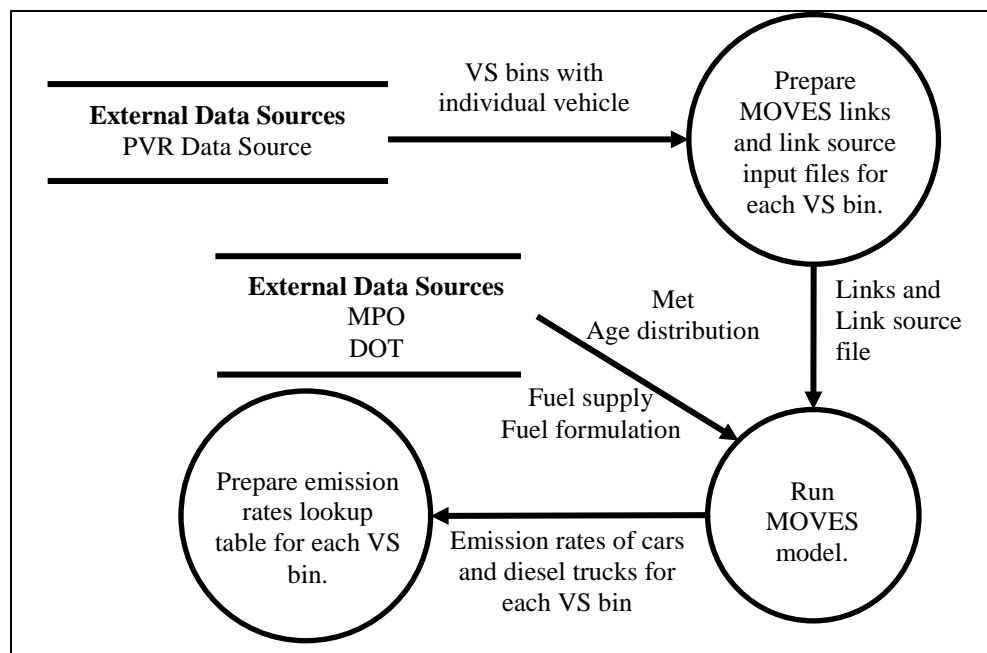 VS bins with
individual vehicle
External Data Sources
PVR Data Source
Prepare
MOVES links
and link source
input files for
each VS bin.
External Data Sources
MPO
DOT
Met
Age distribution
Links and
Link source
file
Fuel supply
Fuel formulation
Prepare emission
rates lookup
table for each VS
bin.
Emission rates of cars
and diesel trucks for
each VS bin
Run
MOVES
model.